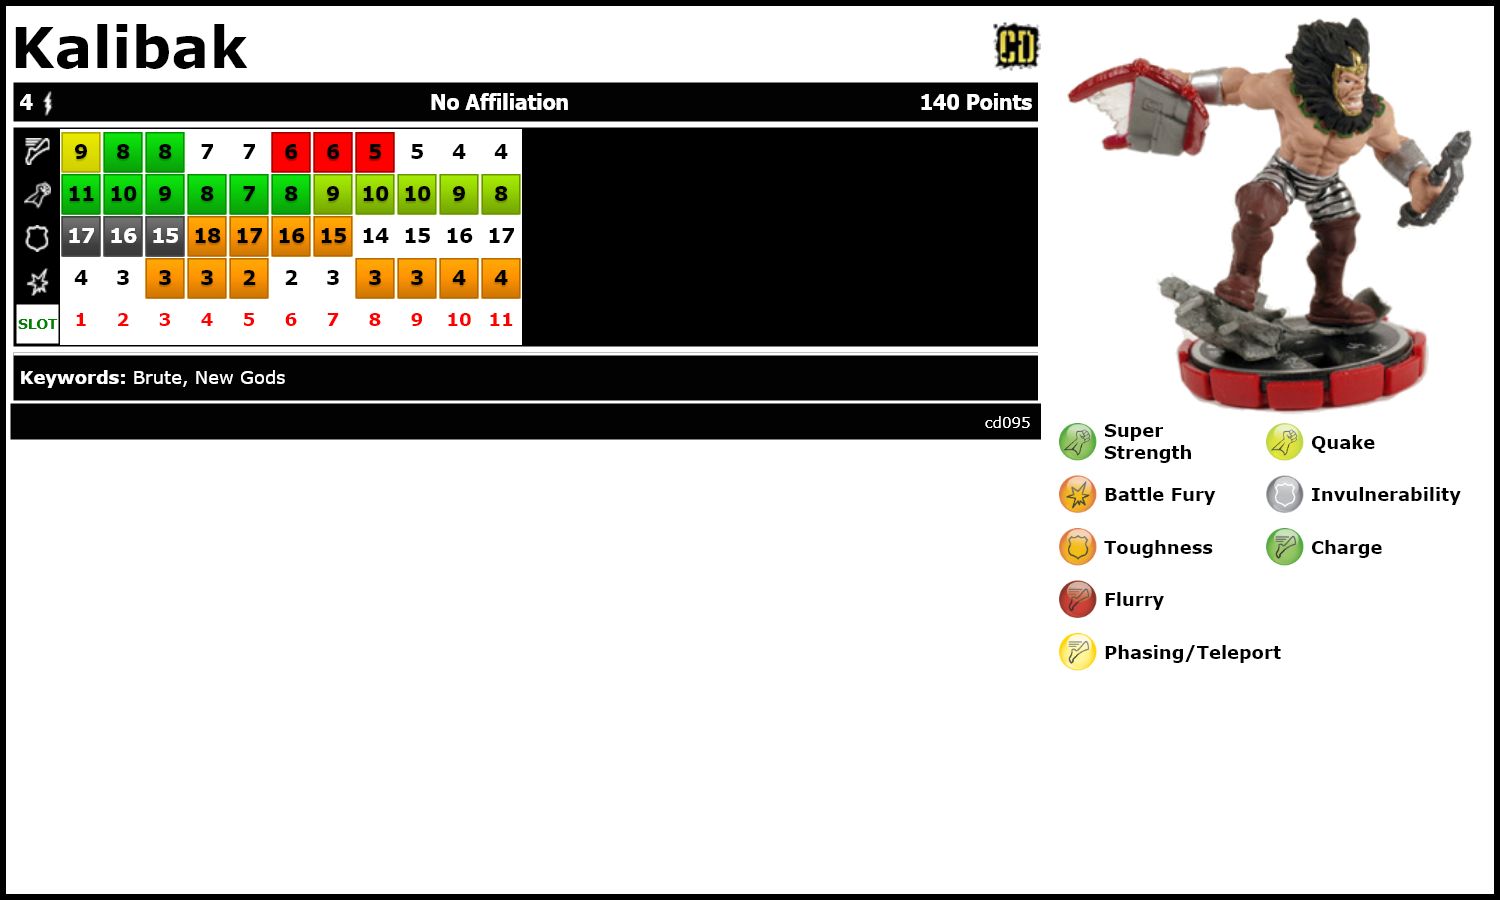 Kalibak
CD
4 No Affiliation 140 Points
9 8 8 7 7 6 6 5 5 4 4
11 10 9 8 7 8 9 10 10 9 8
17 16 15 18 17 16 15 14 15 16 17
4 3 3 3 2 2 3 3 3 4 4
SLOT 1 2 3 4 5 6 7 8 9 10 11
Keywords: Brute, New Gods
cd095
Super Strength
Quake
Battle Fury
Invulnerability
Toughness
Charge
Flurry
Phasing/Teleport